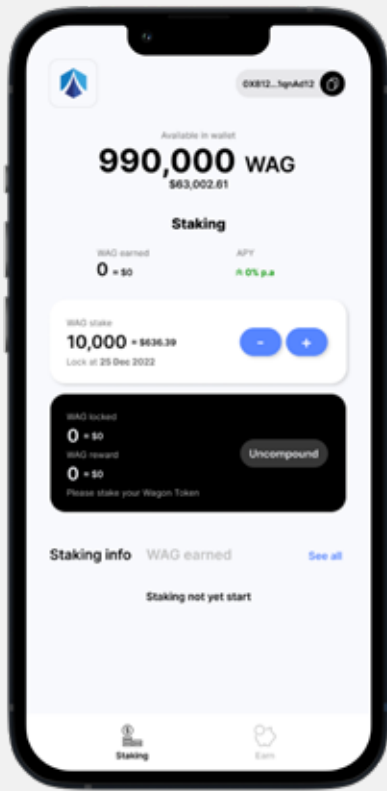 0X812...1qnAd12
Available in wallet
990,000 WAG
$63,002.61
Staking
WAG earned
0 = $0
APY
0% p.a
WAG stake
10,000 = $636.39
Lock at 25 Dec 2022
- +
WAG locked
0 = $0
WAG reward
0 = $0
Uncompound
Please stake your Wagon Token
Staking info WAG earned See all
Staking not yet start
Staking Earn